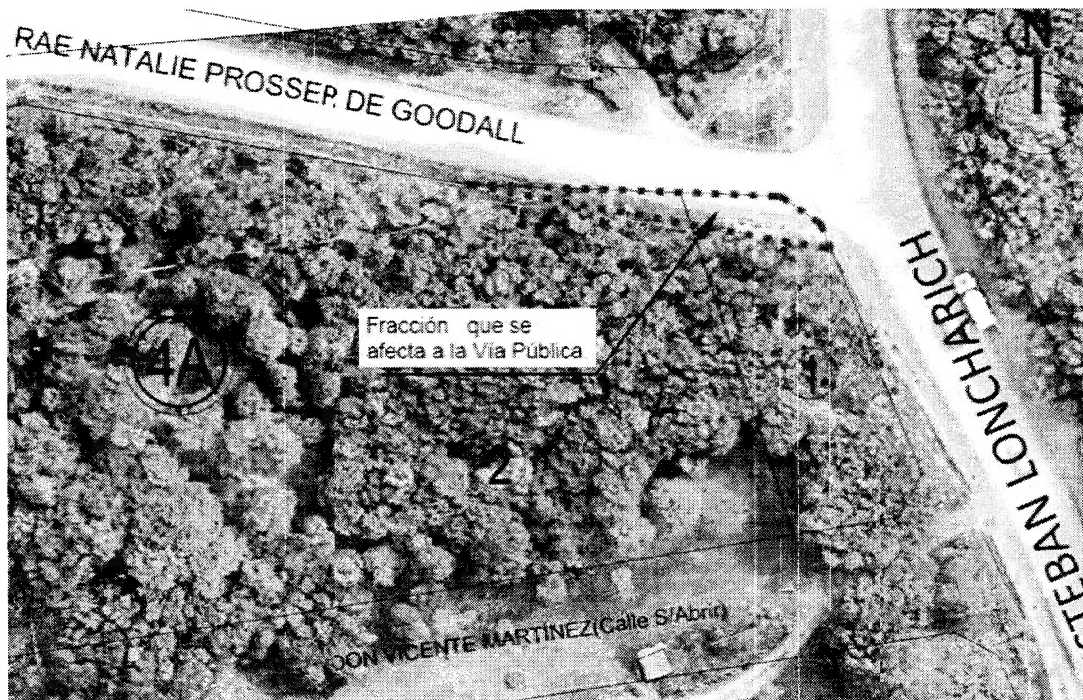 RAE NATALIE PROSSER DE GOODALL
N
ESTEBAN LONCHARICH
Fracción que se
afecta a la Vía Pública
4A
1
2
DON VICENTE MARTINEZ(Calle S/Abrir)